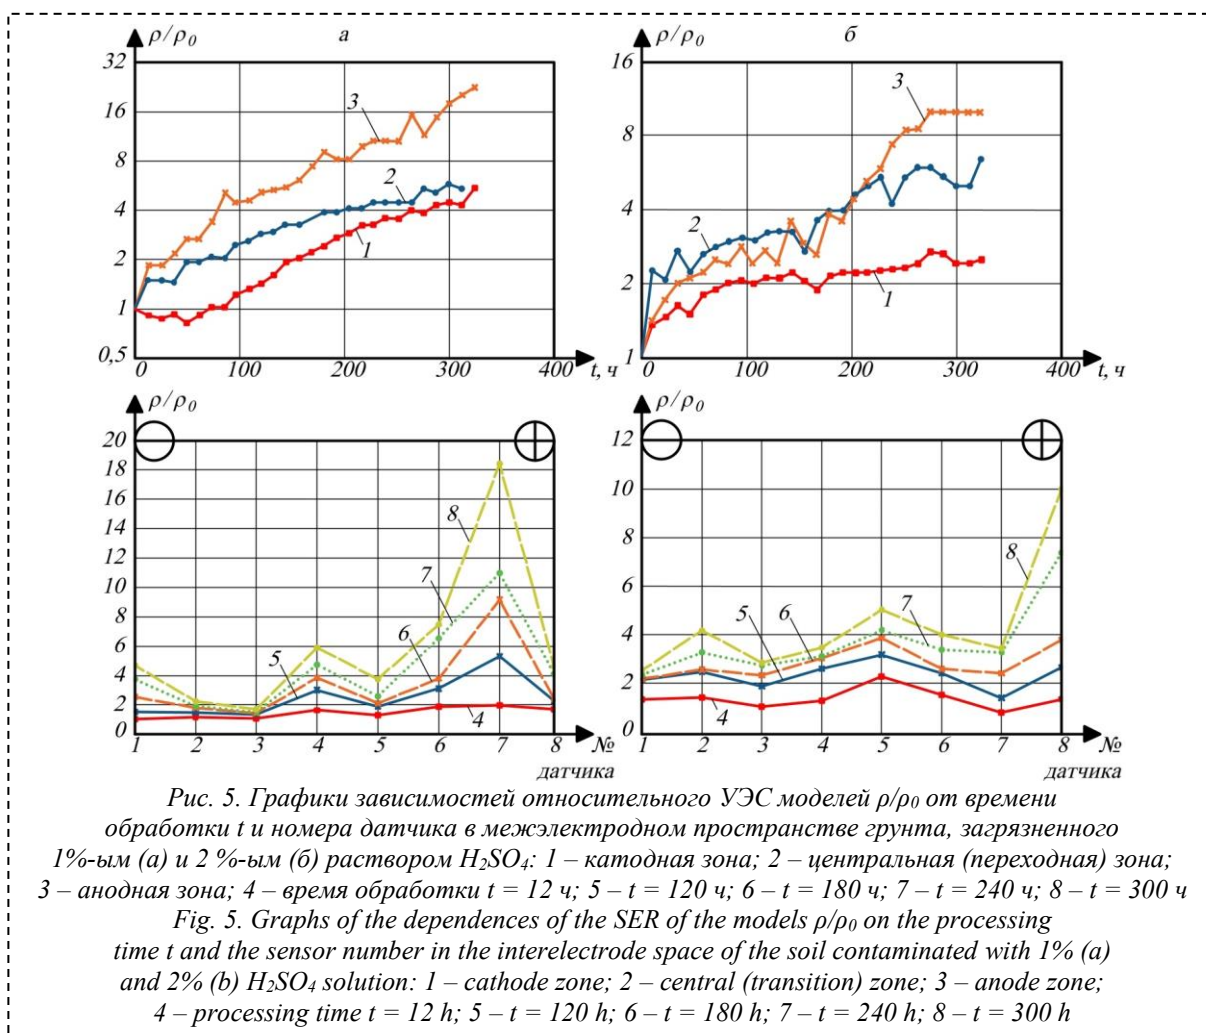 ρ/ρ₀ а
32
16
8
4
2
1
0,5
3
2
1
0 100 200 300 400
t, ч
ρ/ρ₀ б
16
8
4
2
1
3
2
1
0 100 200 300 400
t, ч
ρ/ρ₀
20
18
16
14
12
10
8
6
4
2
0
8
7
6
5
4
1 2 3 4 5 6 7 8 №
датчика
ρ/ρ₀
12
10
8
6
4
2
0
8
7
6
5
4
1 2 3 4 5 6 7 8 №
датчика
Рис. 5. Графики зависимостей относительного УЭС моделей ρ/ρ₀ от времени
обработки t и номера датчика в межэлектродном пространстве грунта, загрязненного
1%-ым (а) и 2 %-ым (б) раствором H₂SO₄: 1 – катодная зона; 2 – центральная (переходная) зона;
3 – анодная зона; 4 – время обработки t = 12 ч; 5 – t = 120 ч; 6 – t = 180 ч; 7 – t = 240 ч; 8 – t = 300 ч
Fig. 5. Graphs of the dependences of the SER of the models ρ/ρ₀ on the processing
time t and the sensor number in the interelectrode space of the soil contaminated with 1% (a)
and 2% (b) H₂SO₄ solution: 1 – cathode zone; 2 – central (transition) zone; 3 – anode zone;
4 – processing time t = 12 h; 5 – t = 120 h; 6 – t = 180 h; 7 – t = 240 h; 8 – t = 300 h